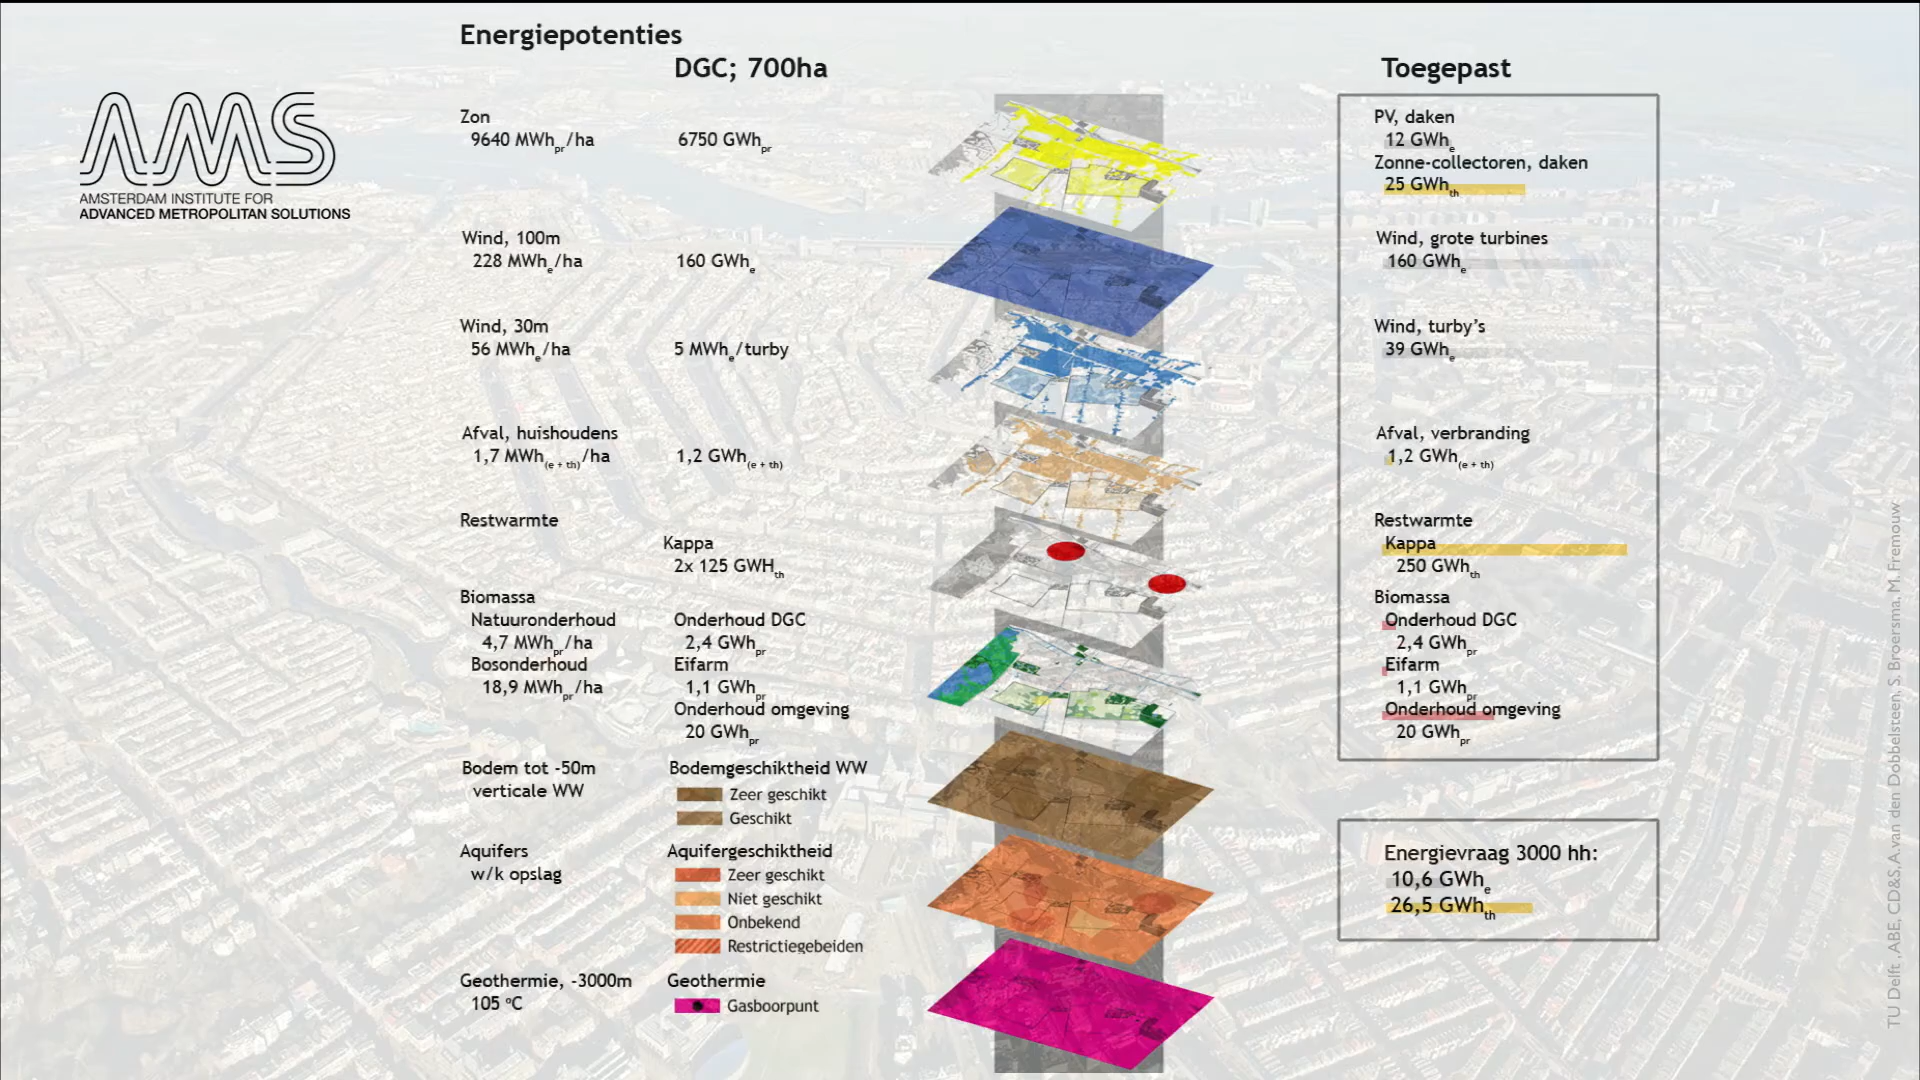 Energiepotenties
DGC; 700ha
Toegepast
AMS
AMSTERDAM INSTITUTE FOR
ADVANCED METROPOLITAN SOLUTIONS
Zon
9640 MWhpr/ha
6750 GWhpr
PV, daken
12 GWhe
Zonne-collectoren, daken
25 GWhth
Wind, 100m
228 MWhe/ha
160 GWhe
Wind, grote turbines
160 GWhe
Wind, 30m
56 MWhe/ha
5 MWhe/turby
Wind, turby's
39 GWhe
Afval, huishoudens
1,7 MWh(e + th)/ha
1,2 GWh(e + th)
Afval, verbranding
1,2 GWh(e + th)
Restwarmte
Kappa
2x 125 GWHth
Restwarmte
Kappa
250 GWhth
Biomassa
Natuuronderhoud
4,7 MWhpr/ha
Bosonderhoud
18,9 MWhpr/ha
Onderhoud DGC
2,4 GWhpr
Eifarm
1,1 GWhpr
Onderhoud omgeving
20 GWhpr
Biomassa
Onderhoud DGC
2,4 GWhpr
Eifarm
1,1 GWhpr
Onderhoud omgeving
20 GWhpr
Bodem tot -50m
verticale WW
Bodemgeschiktheid WW
Zeer geschikt
Geschikt
Aquifers
w/k opslag
Aquifergeschiktheid
Zeer geschikt
Niet geschikt
Onbekend
Restrictiegebeiden
Energievraag 3000 hh:
10,6 GWhe
26,5 GWhth
Geothermie, -3000m
105 ºC
Geothermie
Gasboorpunt
TU Delft , ABE, CD&S, A.van den Dobbelsteen, S. Broersma, M. Fremouw